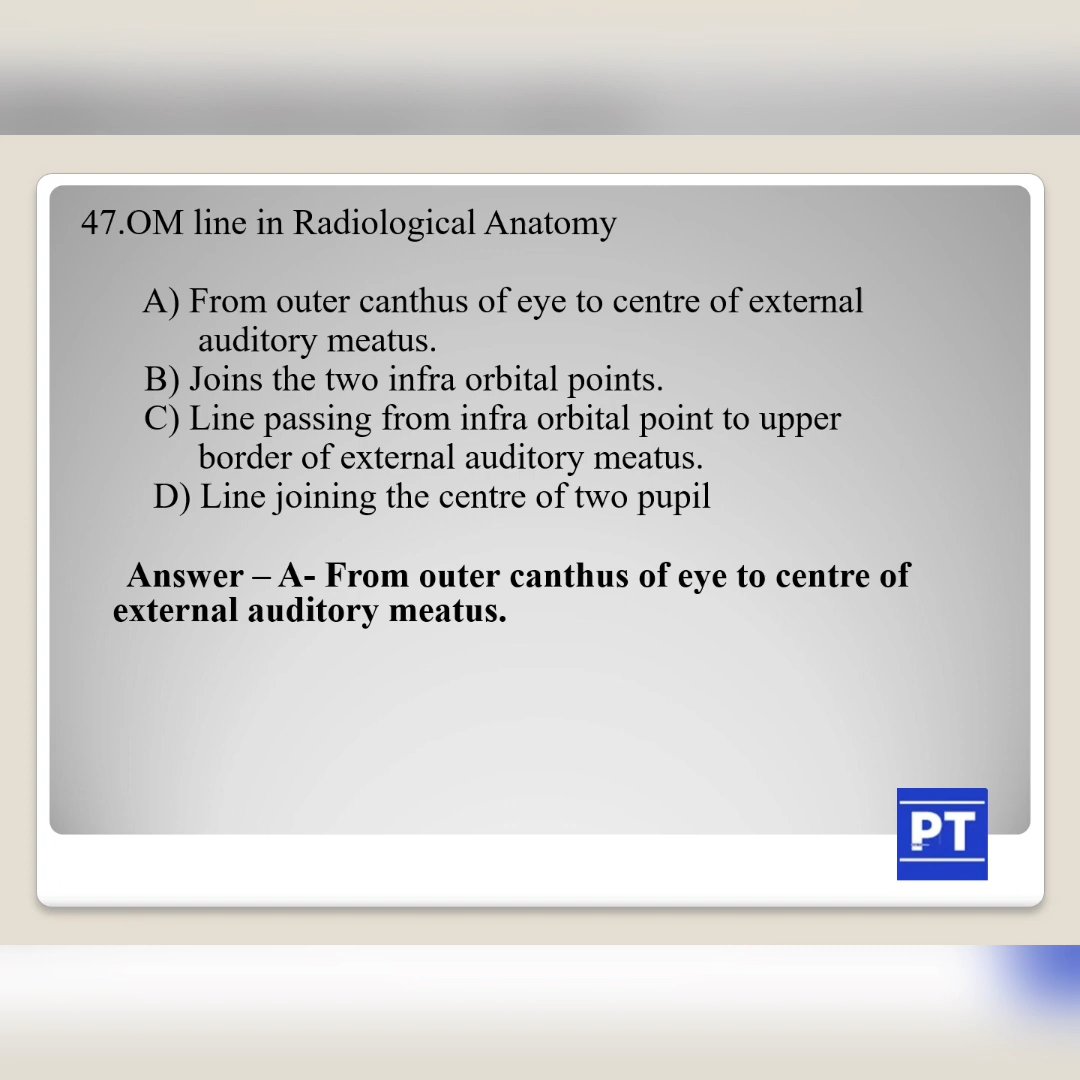 47.OM line in Radiological Anatomy
A) From outer canthus of eye to centre of external
auditory meatus.
B) Joins the two infra orbital points.
C) Line passing from infra orbital point to upper
border of external auditory meatus.
D) Line joining the centre of two pupil
Answer – A- From outer canthus of eye to centre of
external auditory meatus.
PT